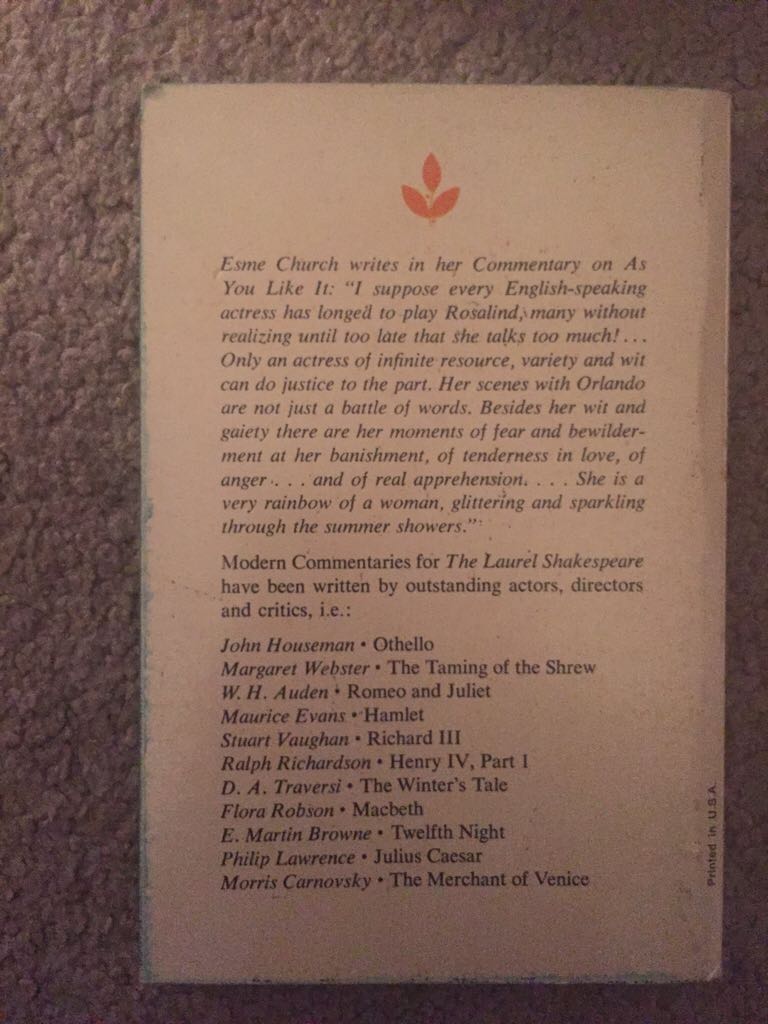 Esme Church writes in her Commentary on As
You Like It: "I suppose every English-speaking
actress has longed to play Rosalind, many without
realizing until too late that she talks too much! ...
Only an actress of infinite resource, variety and wit
can do justice to the part. Her scenes with Orlando
are not just a battle of words. Besides her wit and
gaiety there are her moments of fear and bewilder-
ment at her banishment, of tenderness in love, of
anger . . . and of real apprehension. . . . She is a
very rainbow of a woman, glittering and sparkling
through the summer showers."
Modern Commentaries for The Laurel Shakespeare
have been written by outstanding actors, directors
and critics, i.e.:
John Houseman • Othello
Margaret Webster • The Taming of the Shrew
W. H. Auden • Romeo and Juliet
Maurice Evans • Hamlet
Stuart Vaughan • Richard III
Ralph Richardson • Henry IV, Part 1
D. A. Traversi • The Winter's Tale
Flora Robson • Macbeth
E. Martin Browne • Twelfth Night
Philip Lawrence • Julius Caesar
Morris Carnovsky • The Merchant of Venice
Printed in U.S.A.